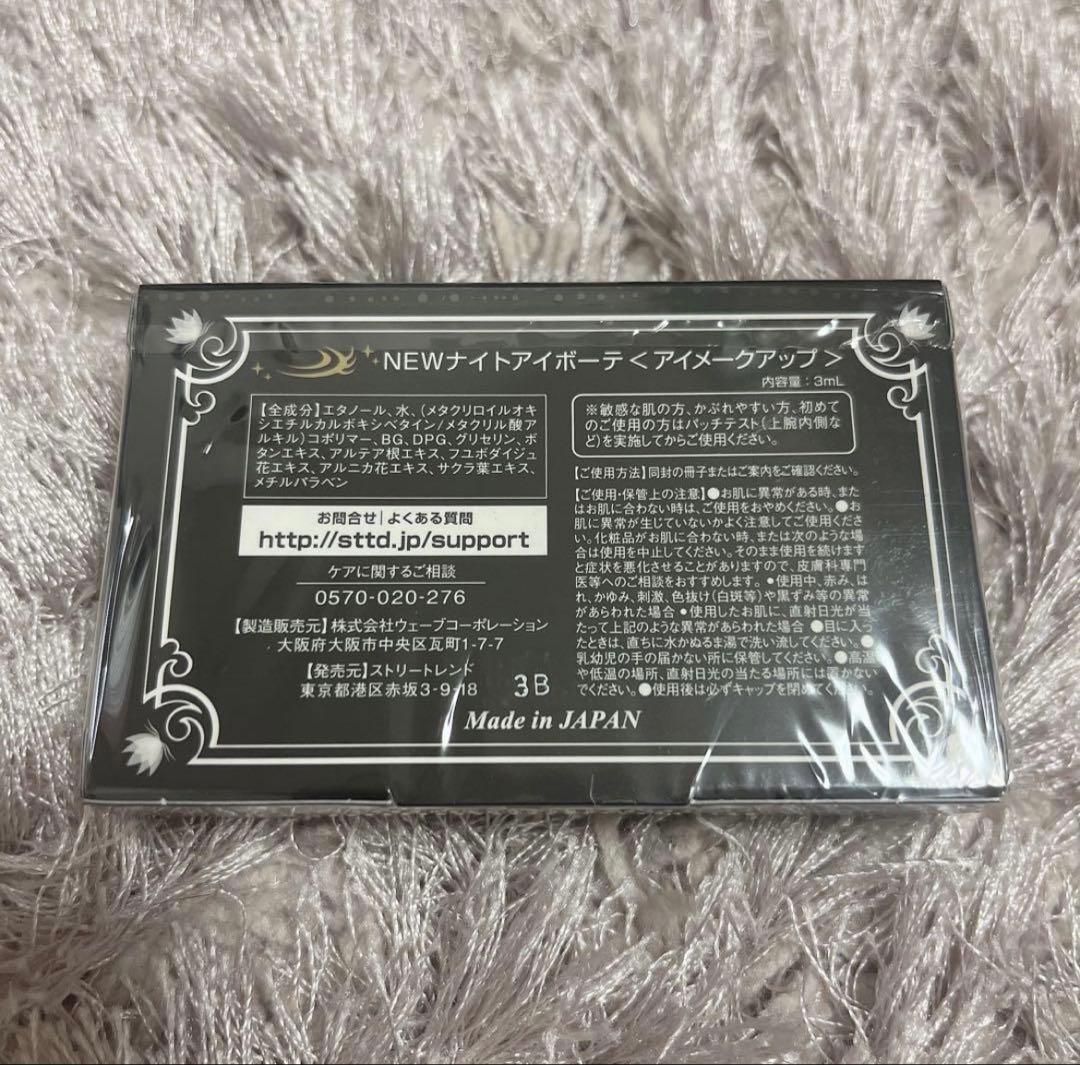 NEWナイトアイボーテ＜アイメークアップ＞
内容量：3mL
【全成分】エタノール、水、（メタクリロイルオキ
シエチルカルボキシベタイン/メタクリル酸ア
ルキル）コポリマー、BG、DPG、グリセリン、ボ
タンエキス、アルテア根エキス、フユボダイジュ
花エキス、アルニカ花エキス、サクラ葉エキス、
メチルパラベン
お問合せ|よくある質問
http://sttd.jp/support
ケアに関するご相談
0570-020-276
【製造販売元】株式会社ウェーブコーポレーション
大阪府大阪市中央区瓦町1-7-7
【発売元】ストリートレンド
東京都港区赤坂3-9-18
3B
Made in JAPAN
※敏感な肌の方、かぶれやすい方、初めて
のご使用の方はパッチテスト（上腕内側な
ど）を実施してからご使用ください。
【ご使用方法】同封の冊子またはご案内をご確認ください。
【ご使用・保管上の注意】●お肌に異常がある時、また
はお肌に合わない時は、ご使用をおやめください。●お
肌に異常が生じていないかよく注意してご使用くださ
い。化粧品がお肌に合わない時、または次のような場
合は使用を中止してください。そのまま使用を続けます
と症状を悪化させることがありますので、皮膚科専門
医等へのご相談をおすすめします。●使用中、赤み、は
れ、かゆみ、刺激、色抜け（白斑等）や黒ずみ等の異常
があらわれた場合 ●使用したお肌に、直射日光が当
たって上記のような異常があらわれた場合 ●目に入っ
たときは、直ちに水かぬるま湯で洗い流してください。●
乳幼児の手の届かない所に保管してください。●高温
や低温の場所、直射日光の当たる場所には置かない
でください。●使用後は必ずキャップを閉めてください。